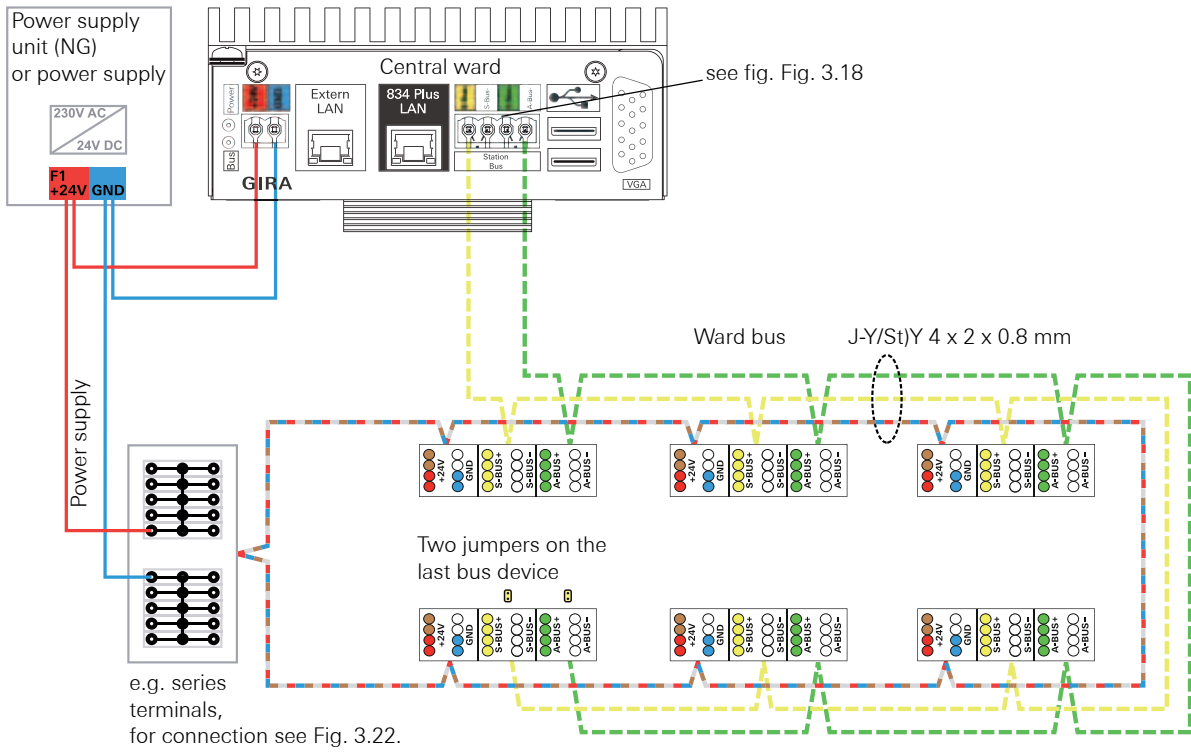 Power supply
unit (NG)
or power supply
230V AC
24V DC
F1
+24V GND
Central ward
see fig. Fig. 3.18
Power
Bus
Extern
LAN
834 Plus
LAN
S-Bus-
A-Bus-
Station
Bus
VGA
GIRA
Power supply
Ward bus
J-Y/St)Y 4 x 2 x 0.8 mm
+24V
GND
S-BUS+
S-BUS-
A-BUS+
A-BUS-
+24V
GND
S-BUS+
S-BUS-
A-BUS+
A-BUS-
+24V
GND
S-BUS+
S-BUS-
A-BUS+
A-BUS-
Two jumpers on the
last bus device
+24V
GND
S-BUS+
S-BUS-
A-BUS+
A-BUS-
+24V
GND
S-BUS+
S-BUS-
A-BUS+
A-BUS-
+24V
GND
S-BUS+
S-BUS-
A-BUS+
A-BUS-
e.g. series
terminals,
for connection see Fig. 3.22.